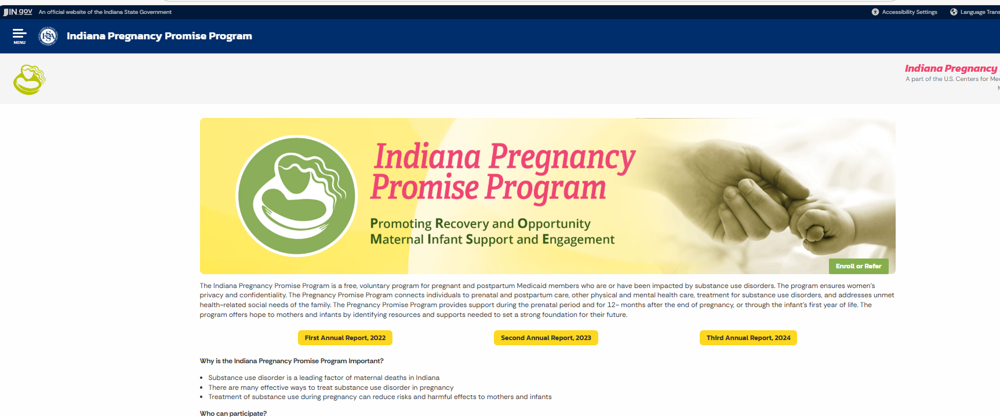 IN.gov An official website of the Indiana State Government
Accessibility Settings
Language Trans
MENU
FSSA
Indiana Pregnancy Promise Program
Indiana Pregnancy
A part of the U.S. Centers for Med
Indiana Pregnancy
Promise Program
Promoting Recovery and Opportunity
Maternal Infant Support and Engagement
Enroll or Refer
The Indiana Pregnancy Promise Program is a free, voluntary program for pregnant and postpartum Medicaid members who are or have been impacted by substance use disorders. The program ensures women's
privacy and confidentiality. The Pregnancy Promise Program connects individuals to prenatal and postpartum care, other physical and mental health care, treatment for substance use disorders, and addresses unmet
health-related social needs of the family. The Pregnancy Promise Program provides support during the prenatal period and for 12- months after the end of pregnancy, or through the infant's first year of life. The
program offers hope to mothers and infants by identifying resources and supports needed to set a strong foundation for their future.
First Annual Report, 2022
Second Annual Report, 2023
Third Annual Report, 2024
Why is the Indiana Pregnancy Promise Program Important?
• Substance use disorder is a leading factor of maternal deaths in Indiana
• There are many effective ways to treat substance use disorder in pregnancy
• Treatment of substance use during pregnancy can reduce risks and harmful effects to mothers and infants
Who can participate?